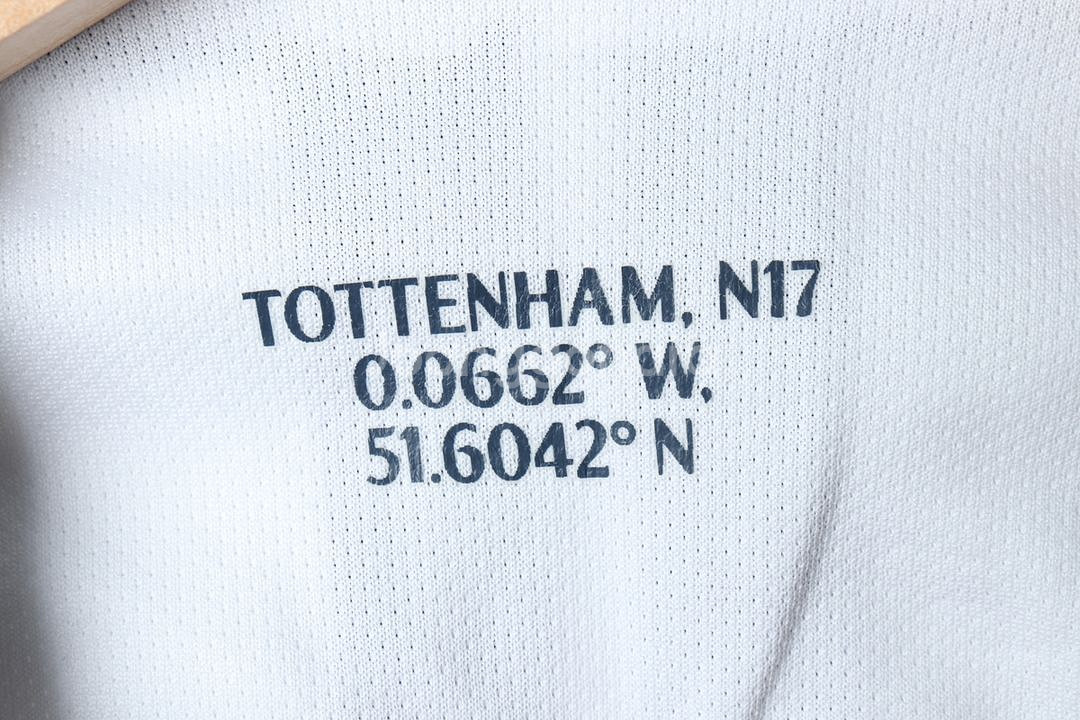 TOTTENHAM, N17
0.0662° W,
51.6042° N